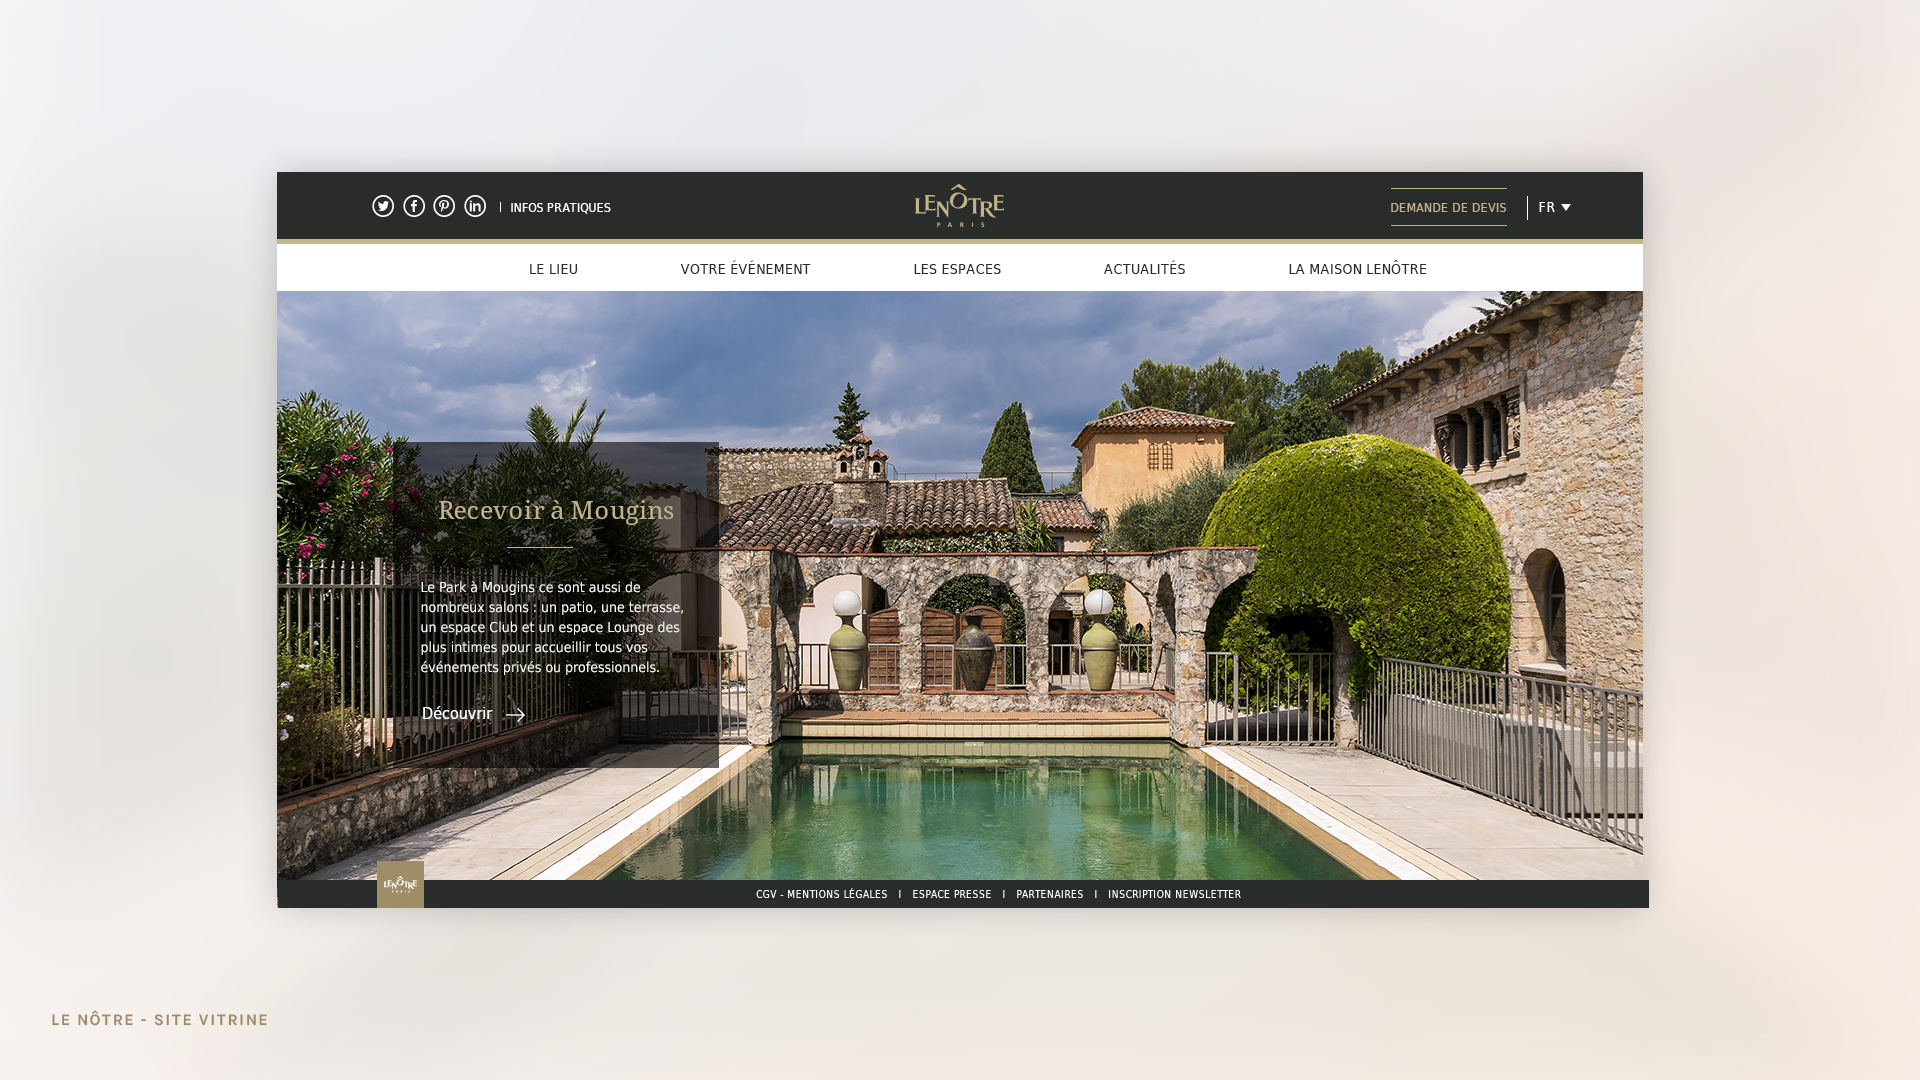 INFOS PRATIQUES
LENÔTRE
PARIS
DEMANDE DE DEVIS
FR
LE LIEU
VOTRE ÉVÉNEMENT
LES ESPACES
ACTUALITÉS
LA MAISON LENÔTRE
Recevoir à Mougins
Le Park à Mougins ce sont aussi de
nombreux salons : un patio, une terrasse,
un espace Club et un espace Lounge des
plus intimes pour accueillir tous vos
événements privés ou professionnels.
Découvrir
LENÔTRE
PARIS
CGV - MENTIONS LÉGALES I ESPACE PRESSE I PARTENAIRES I INSCRIPTION NEWSLETTER
LE NÔTRE - SITE VITRINE